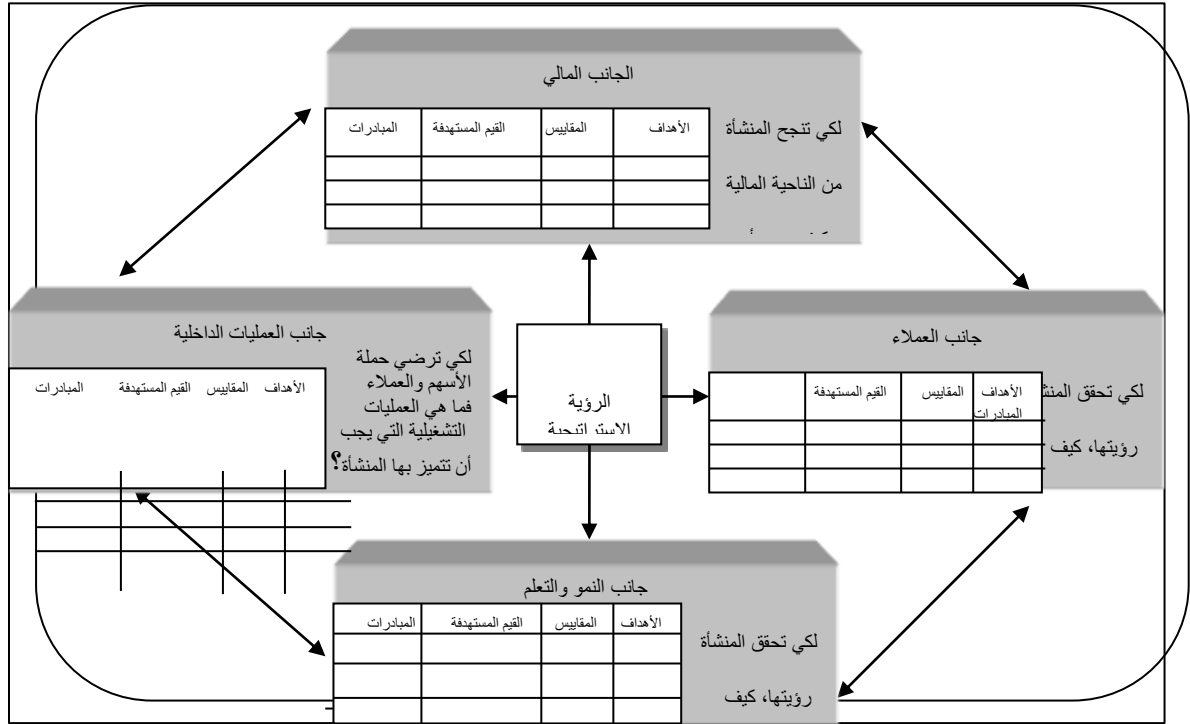 الجانب المالي
لكي تنجح المنشأة
من الناحية المالية
الأهداف المقاييس القيم المستهدفة المبادرات
جانب العمليات الداخلية
لكي ترضي حملة
الأسهم والعملاء
فما هي العمليات
التشغيلية التي يجب
أن تتميز بها المنشأة؟
الأهداف المقاييس القيم المستهدفة المبادرات
الرؤية
الاستراتيجية
جانب العملاء
لكي تحقق
رؤيتها، كيف
الأهداف المقاييس القيم المستهدفة
المبادرات
جانب النمو والتعلم
لكي تحقق المنشأة
رؤيتها، كيف
الأهداف المقاييس القيم المستهدفة المبادرات